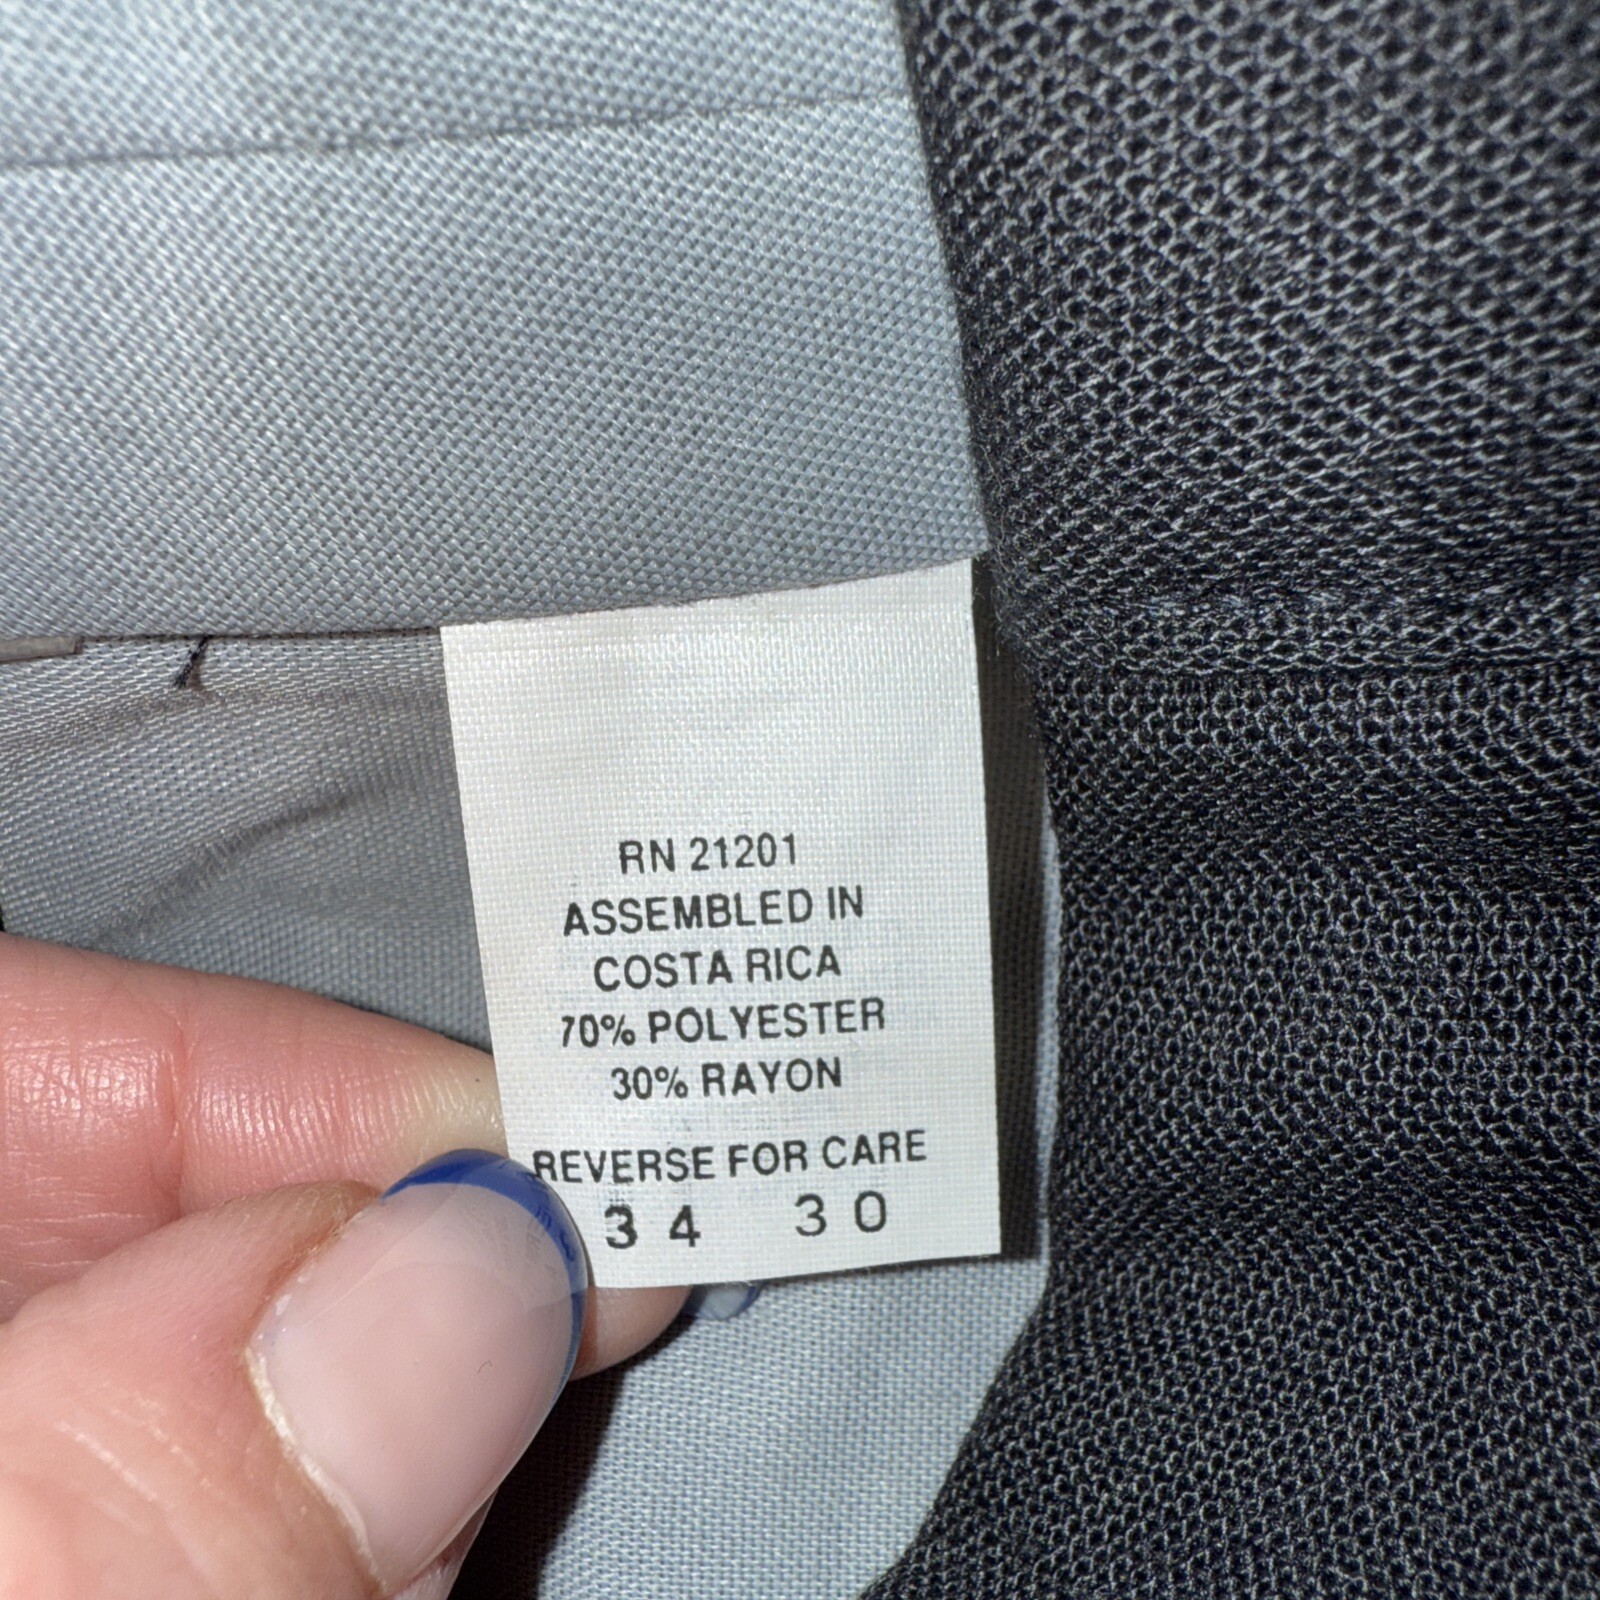 RN 21201
ASSEMBLED IN
COSTA RICA
70% POLYESTER
30% RAYON
REVERSE FOR CARE
34 30